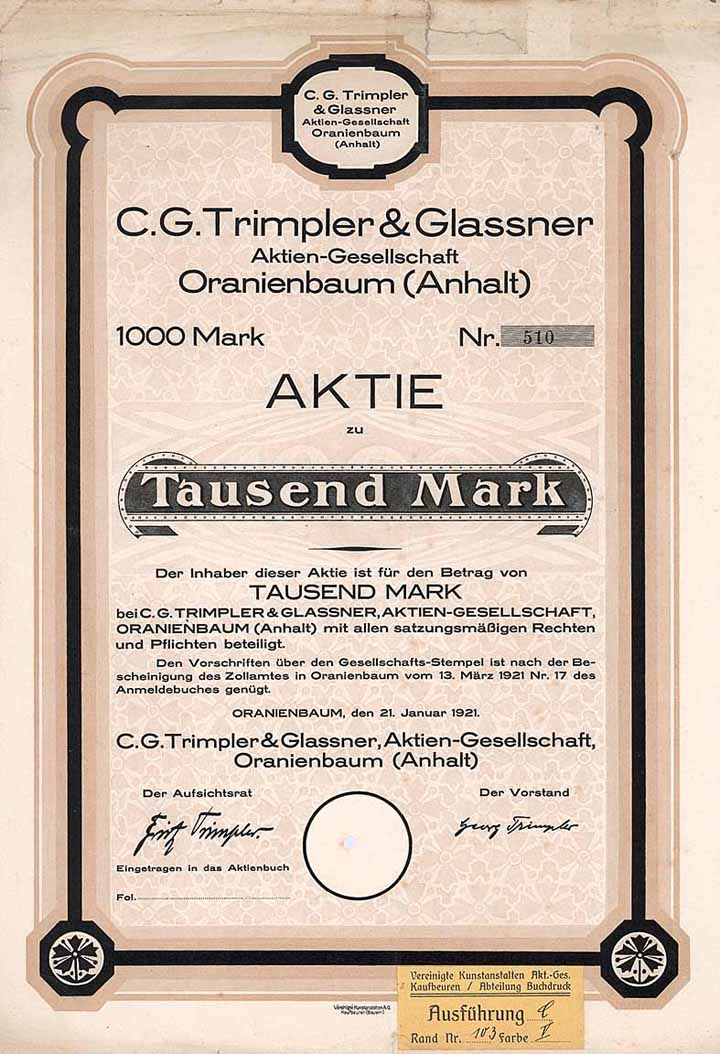 C. G. Trimpler
& Glassner
Aktien-Gesellschaft
Oranienbaum
(Anhalt)
C.G.Trimpler & Glassner
Aktien-Gesellschaft
Oranienbaum (Anhalt)
1000 Mark Nr. 510
AKTIE
zu
Tausend Mark
Der Inhaber dieser Aktie ist für den Betrag von
TAUSEND MARK
bei C. G. TRIMPLER & GLASSNER, AKTIEN-GESELLSCHAFT,
ORANIENBAUM (Anhalt) mit allen satzungsmäßigen Rechten
und Pflichten beteiligt.
Den Vorschriften über den Gesellschafts-Stempel ist nach der Be-
scheinigung des Zollamtes in Oranienbaum vom 13. März 1921 Nr. 17 des
Anmeldebuches genügt.
ORANIENBAUM, den 21. Januar 1921.
C.G.Trimpler & Glassner, Aktien-Gesellschaft,
Oranienbaum (Anhalt)
Der Aufsichtsrat Der Vorstand
Fritz Trimpler. Georg Trimpler
Eingetragen in das Aktienbuch
Fol.
Vereinigte Kunstanstalten A.G.
Kaufbeuren (Bayern)
Vereinigte Kunstanstalten Akt.-Ges.
Kaufbeuren / Abteilung Buchdruck
Ausführung
Rand Nr. 103 Farbe V